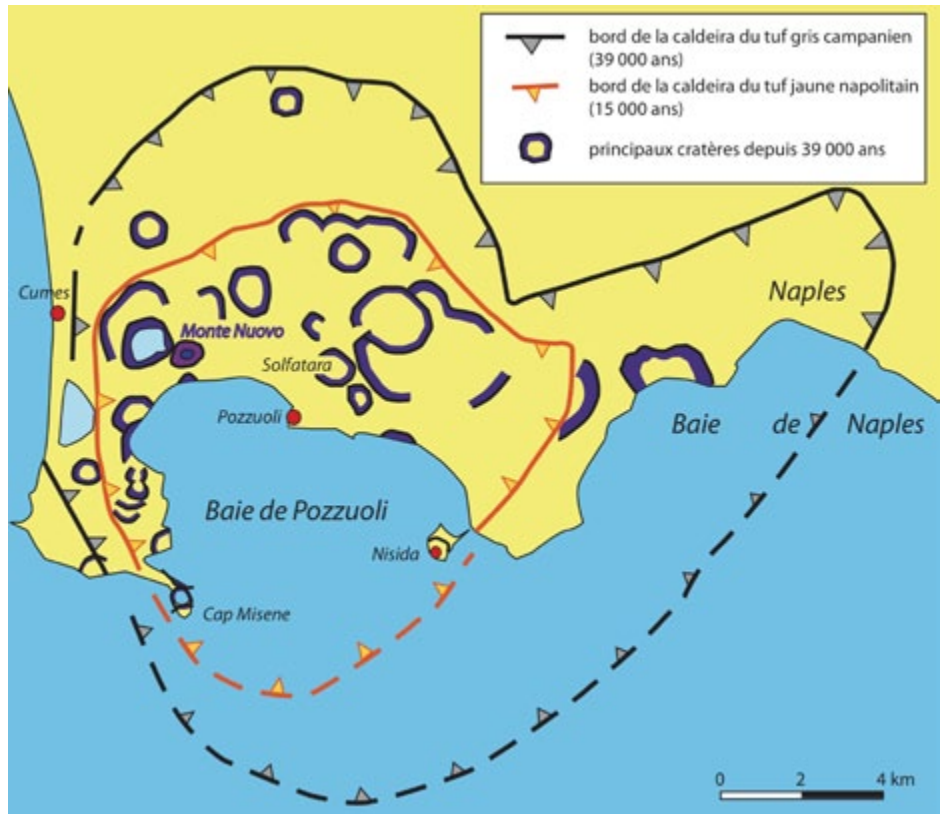 bord de la caldeira du tuf gris campanien
(39 000 ans)
bord de la caldeira du tuf jaune napolitain
(15 000 ans)
principaux cratères depuis 39 000 ans
Cumes
Naples
Monte Nuovo
Solfatara
Pozzuoli
Baie de Naples
Baie de Pozzuoli
Nisida
Cap Misene
0 2 4 km